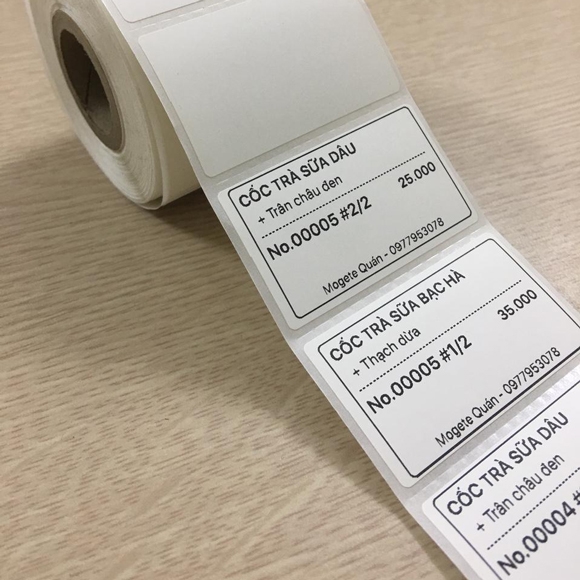 CỐC TRÀ SỮA DÂU
+ Trân châu đen
25.000
No.00005 #2/2
Mogete Quán - 0977953078
CỐC TRÀ SỮA BẠC HÀ
+ Thạch dừa
35.000
No.00005 #1/2
Mogete Quán - 0977953078
CỐC TRÀ SỮA DÂU
+ Trân châu đen
No.00004 #